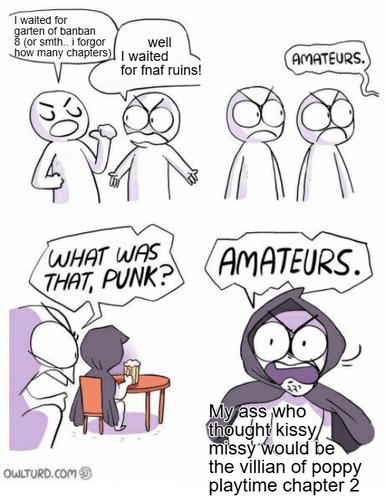 I waited for
garten of banban
8 (or smth.. i forgor
how many chapters)
well
I waited
for fnaf ruins!
AMATEURS.
WHAT WAS
THAT, PUNK?
AMATEURS.
My ass who
thought kissy
missy would be
the villian of poppy
playtime chapter 2
OWLTURD.COM